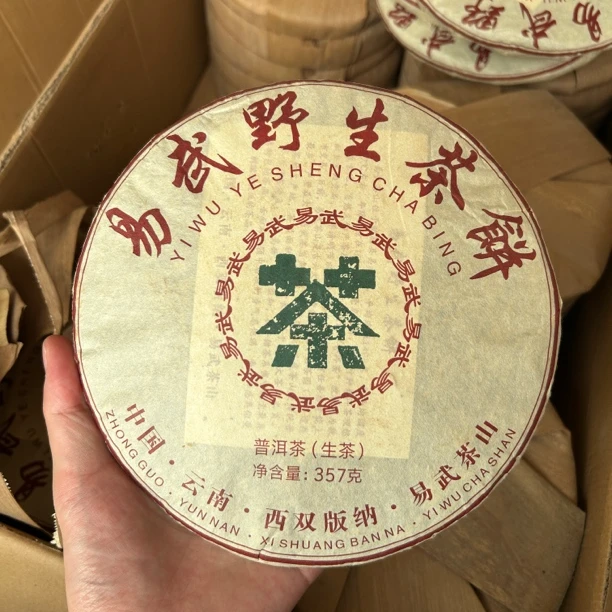 易武野生茶餅
YI WU YE SHENG CHA BING
易武易武易武易武易武易武易武易武易武易武
茶
普洱茶（生茶）
净含量：357克
中国·云南·西双版纳·易武茶山
ZHONG GUO · YUN NAN · XI SHUANG BAN NA · YI WU CHA SHAN